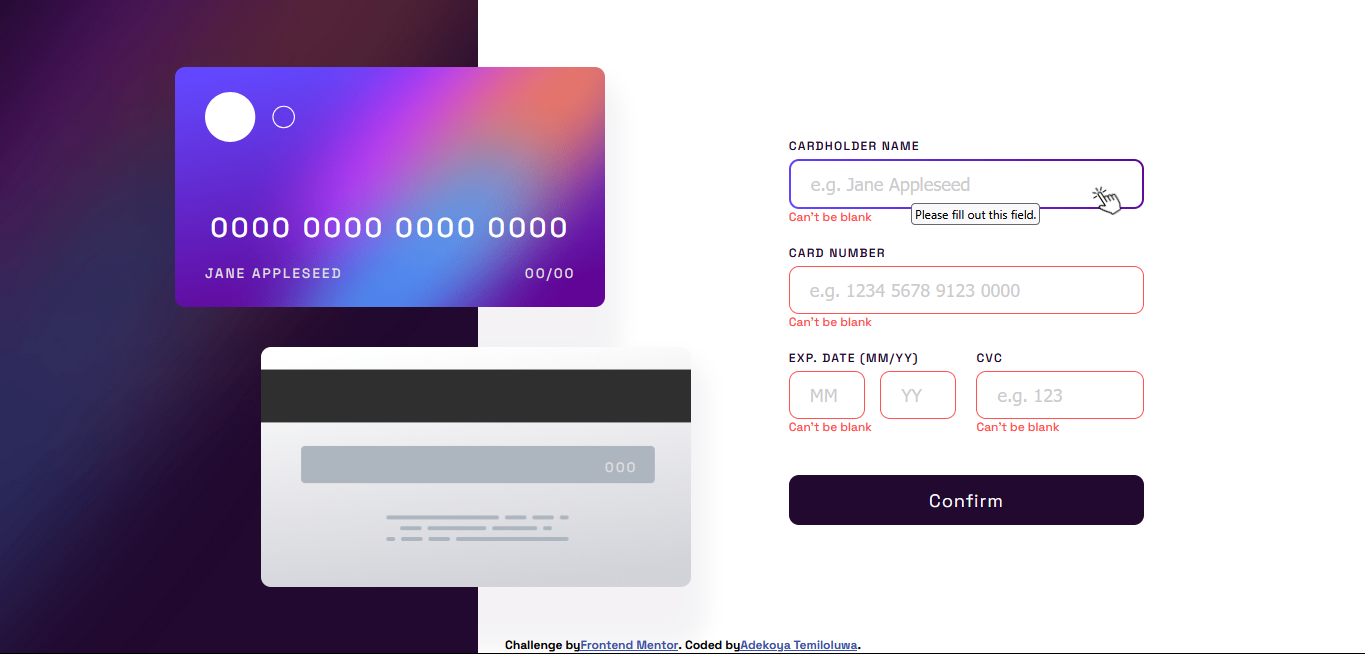 0000 0000 0000 0000
JANE APPLESEED 00/00
000
CARDHOLDER NAME
e.g. Jane Appleseed
Can't be blank
Please fill out this field.
CARD NUMBER
e.g. 1234 5678 9123 0000
Can't be blank
EXP. DATE (MM/YY) CVC
MM YY e.g. 123
Can't be blank Can't be blank
Confirm
Challenge byFrontend Mentor. Coded byAdekoya Temiloluwa.